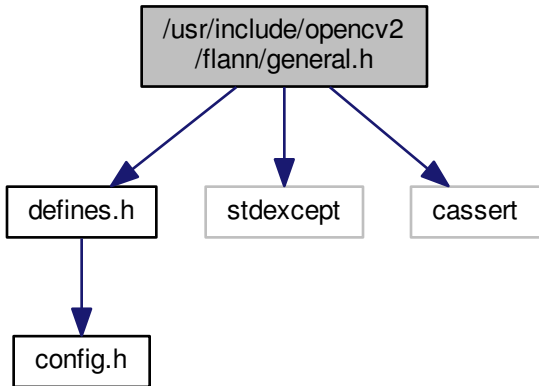 /usr/include/opencv2
/flann/general.h
defines.h
stdexcept
cassert
config.h